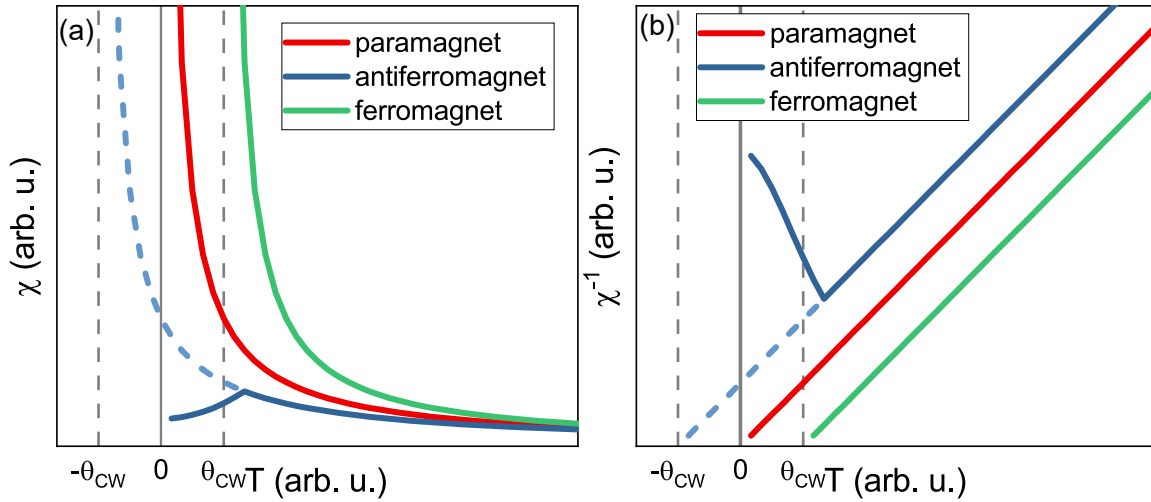 (a)
paramagnet
antiferromagnet
ferromagnet
χ (arb. u.)
-θCW 0 θCW T (arb. u.)
(b)
paramagnet
antiferromagnet
ferromagnet
χ-1 (arb. u.)
-θCW 0 θCW T (arb. u.)